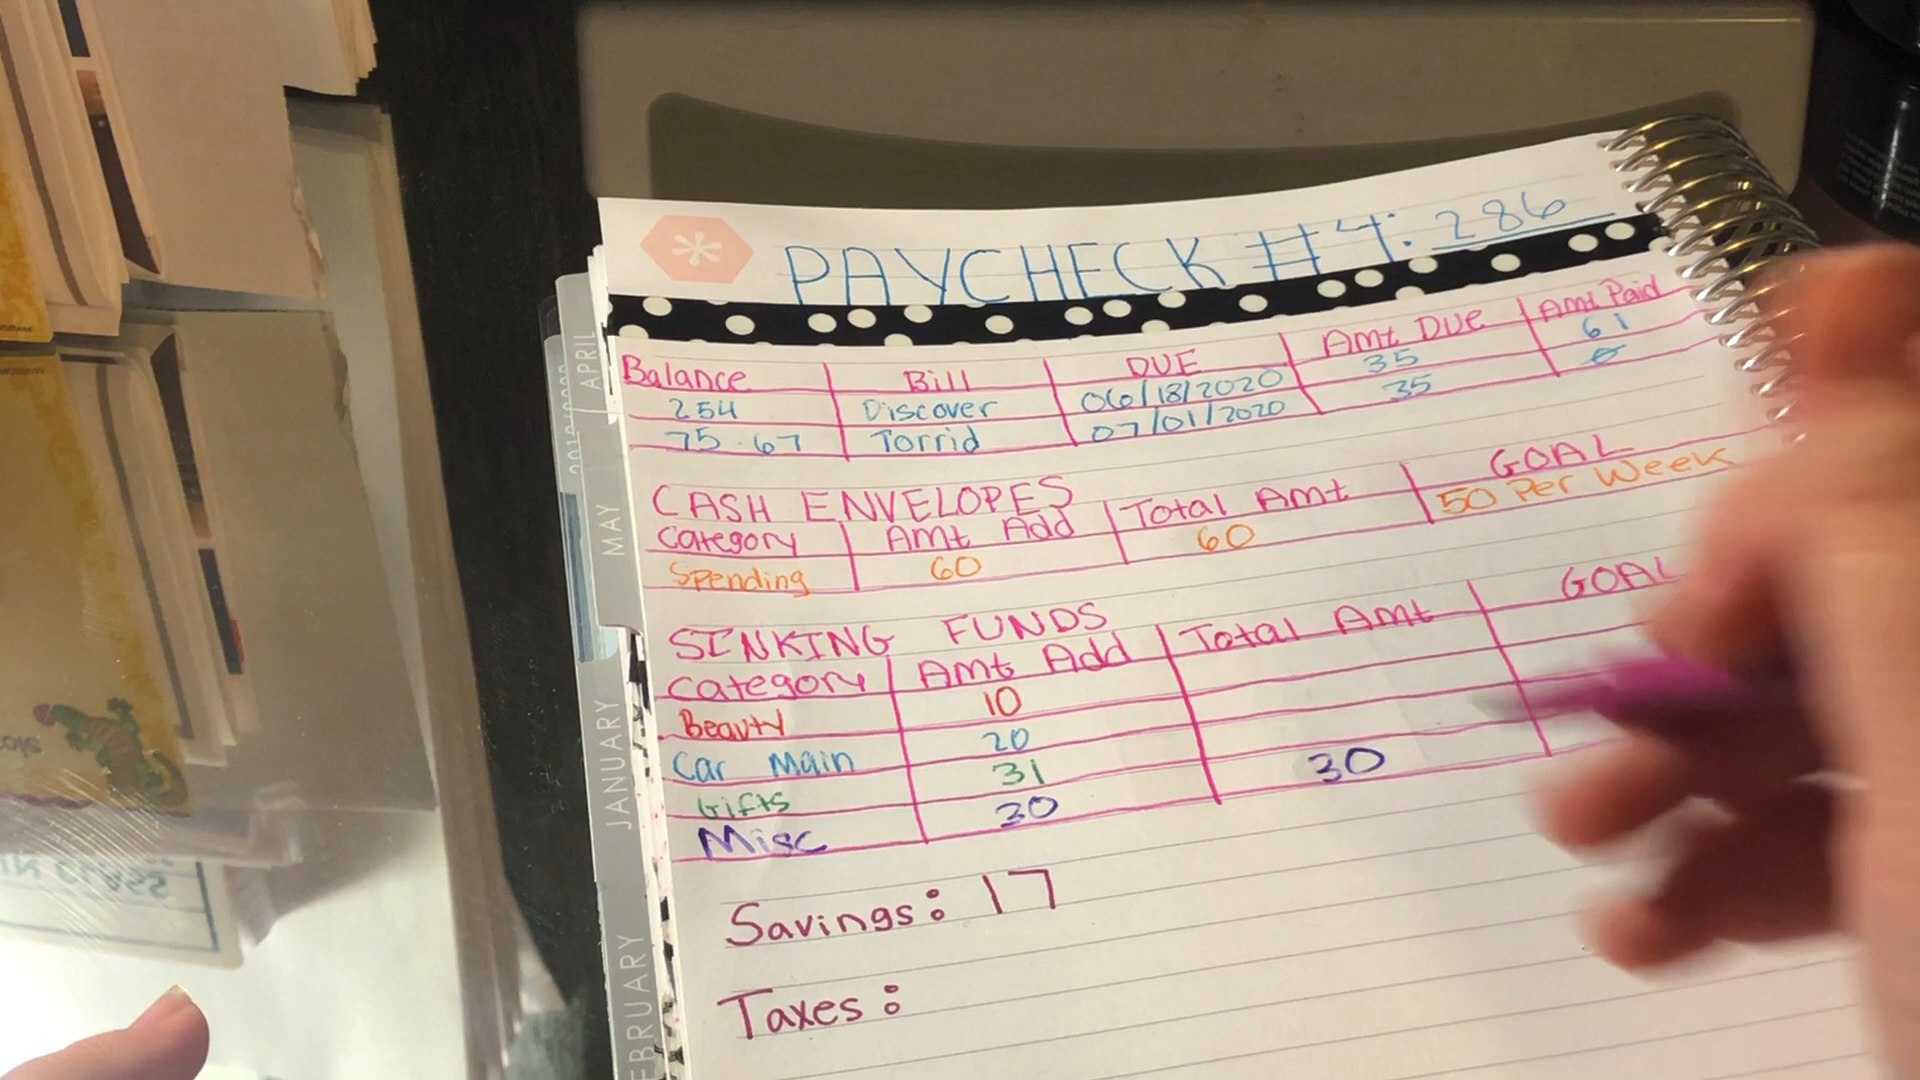 PAYCHECK #4: 286
Balance Bill DUE Amt Due Amt Paid
254 Discover 06/18/2020 35 61
75.67 Torrid 07/01/2020 35 0
CASH ENVELOPES
Category Amt Add Total Amt GOAL
Spending 60 60 50 Per Week
SINKING FUNDS
Category Amt Add Total Amt GOAL
Beauty 10
Car Main 20
Gifts 31
Misc 30 30
Savings: 17
Taxes:
APRIL
MAY
JANUARY
FEBRUARY